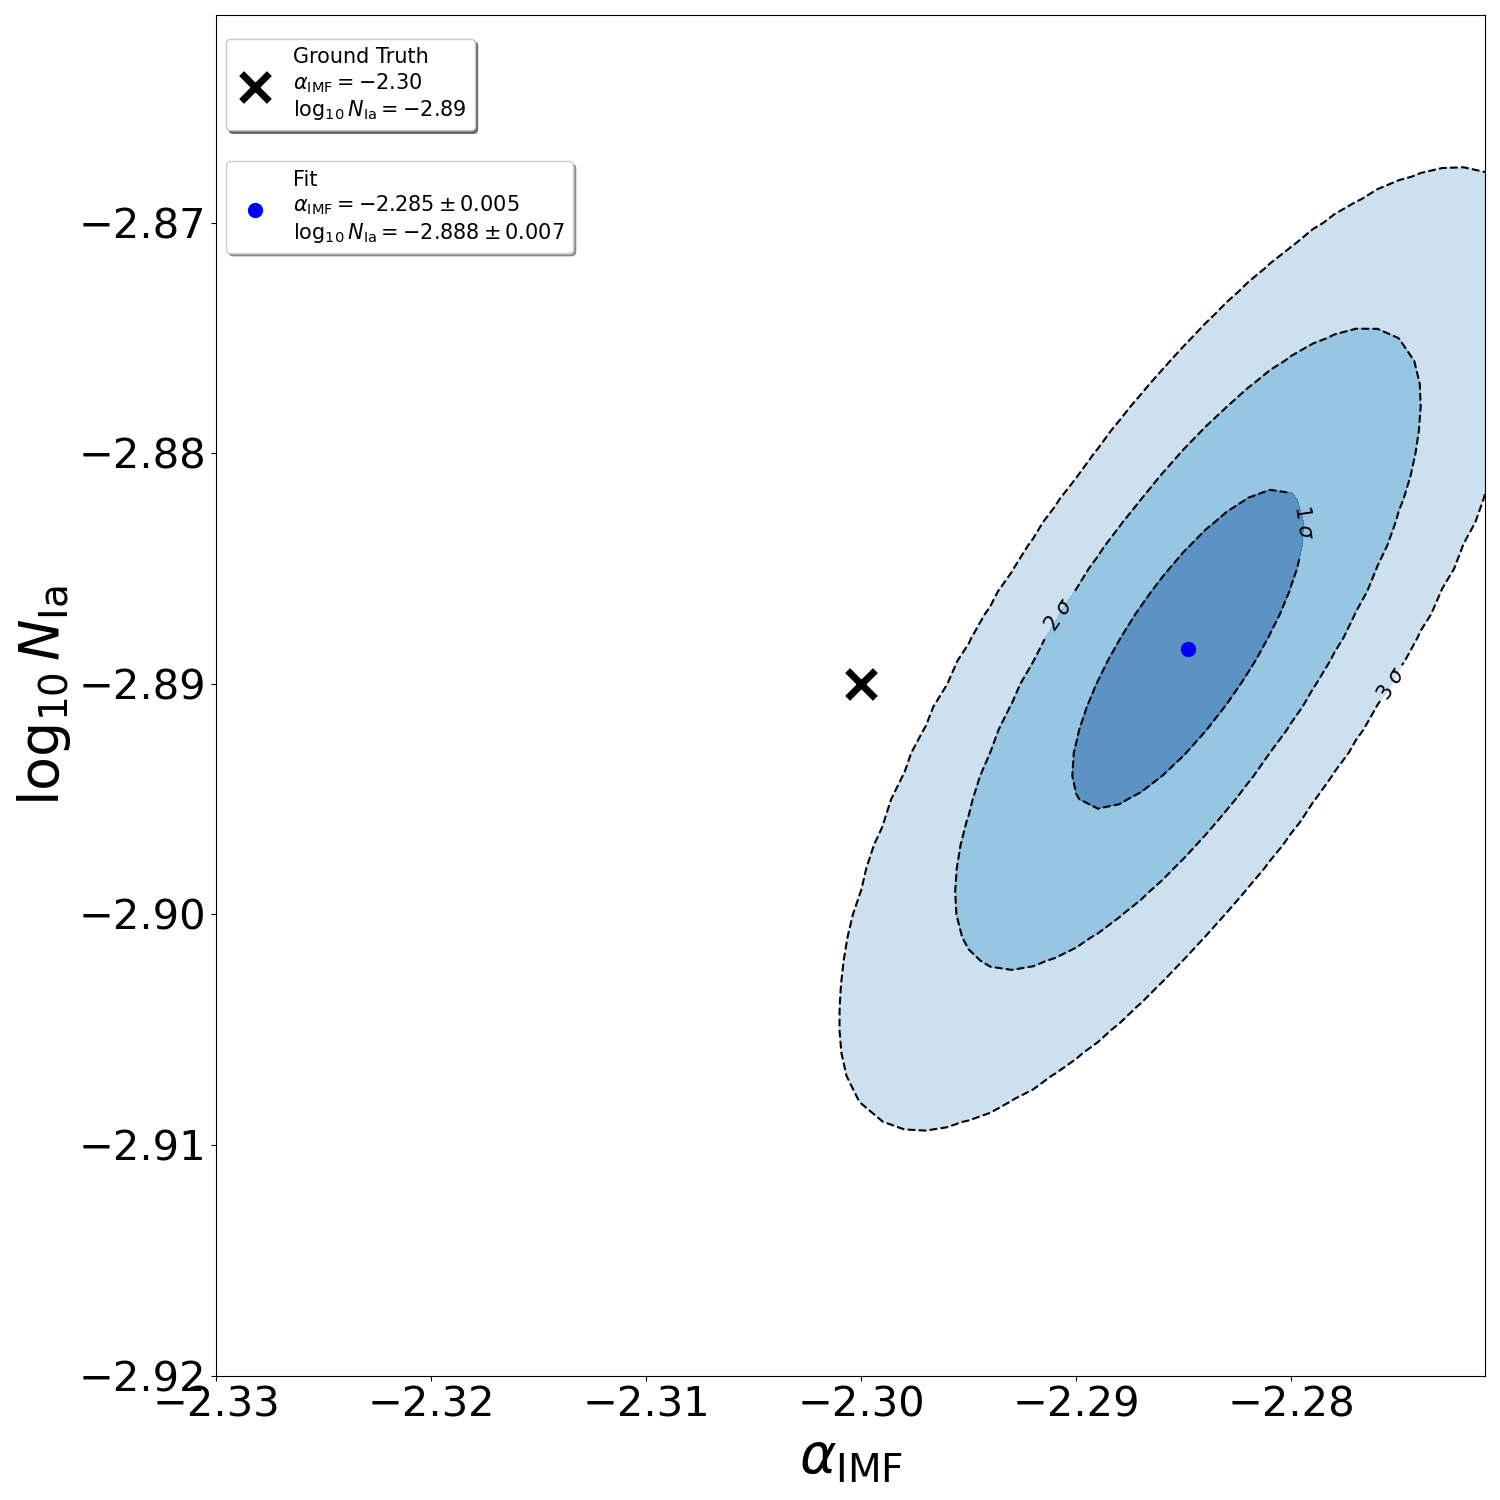 Ground Truth
α_IMF = −2.30
log₁₀ N_Ia = −2.89
Fit
α_IMF = −2.285 ± 0.005
log₁₀ N_Ia = −2.888 ± 0.007
−2.87
−2.88
−2.89
−2.90
−2.91
−2.92
log₁₀ N_Ia
1 σ
2 σ
3 σ
−2.33 −2.32 −2.31 −2.30 −2.29 −2.28
α_IMF